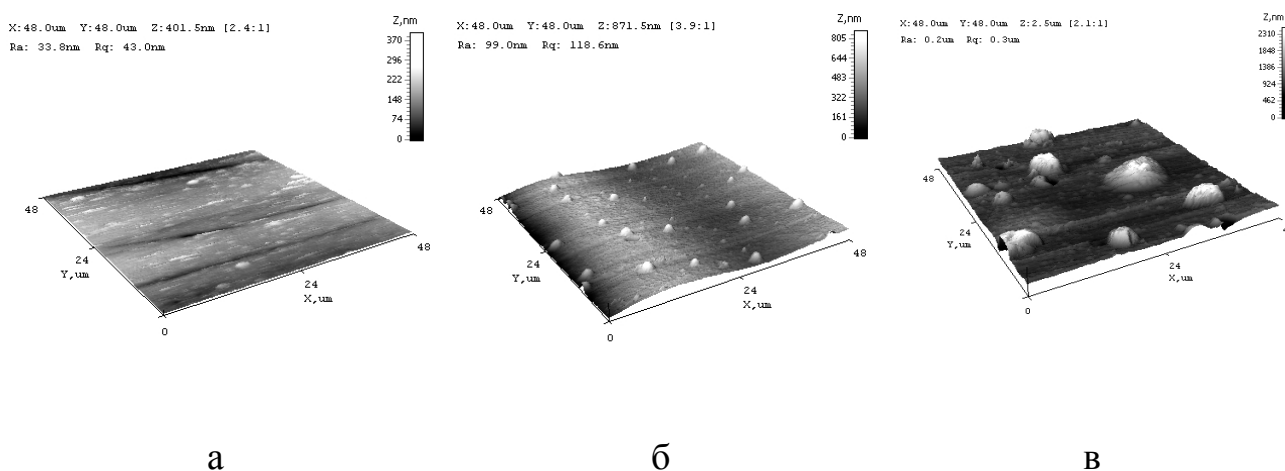 X:48.0um Y:48.0um Z:401.5nm [2.4:1]
Ra: 33.8nm Rq: 43.0nm
Z,nm
370
296
222
148
74
0
48
24
Y,um
0
24
X,um
48
а
X:48.0um Y:48.0um Z:871.5nm [3.9:1]
Ra: 99.0nm Rq: 118.6nm
Z,nm
805
644
483
322
161
0
48
24
Y,um
0
24
X,um
48
б
X:48.0um Y:48.0um Z:2.5um [2.1:1]
Ra: 0.2um Rq: 0.3um
Z,nm
2310
1848
1386
924
462
0
48
24
Y,um
0
24
X,um
в